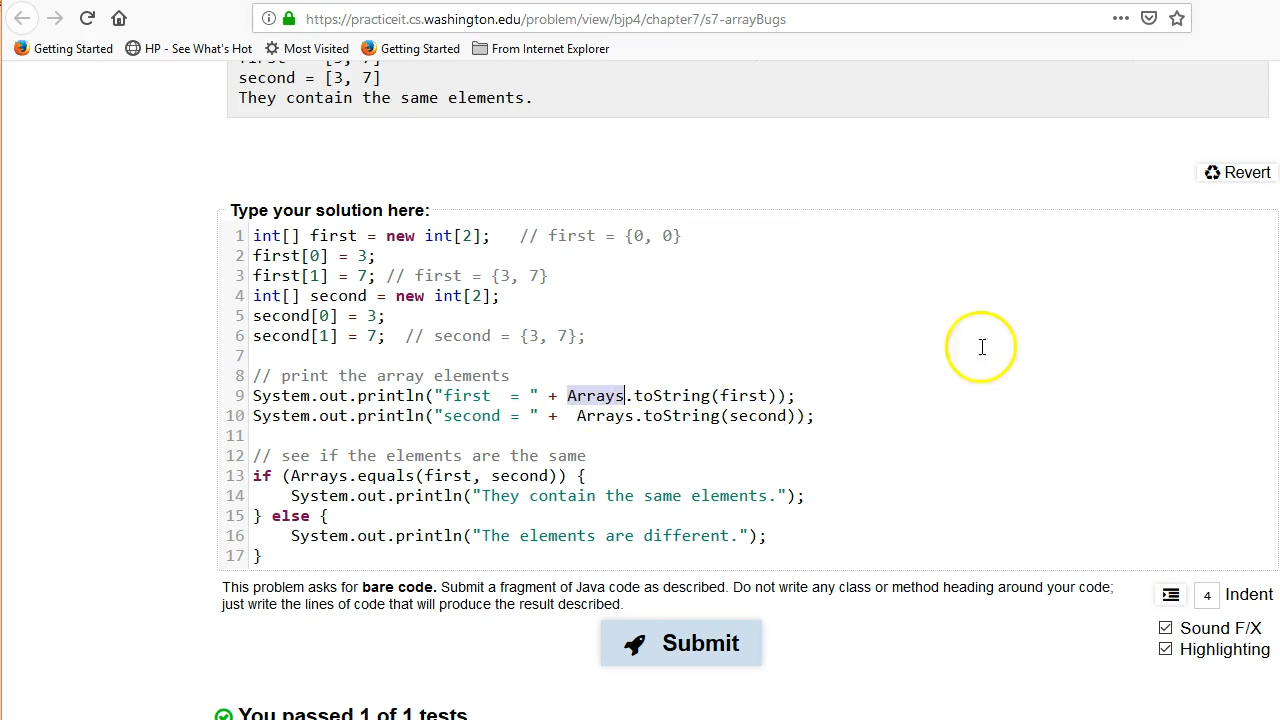 https://practiceit.cs.washington.edu/problem/view/bjp4/chapter7/s7-arrayBugs
Getting Started HP - See What's Hot Most Visited Getting Started From Internet Explorer
first = [3, 7]
second = [3, 7]
They contain the same elements.
Revert
Type your solution here:
1 int[] first = new int[2];   // first = {0, 0}
2 first[0] = 3;
3 first[1] = 7; // first = {3, 7}
4 int[] second = new int[2];
5 second[0] = 3;
6 second[1] = 7;  // second = {3, 7};
7
8 // print the array elements
9 System.out.println("first  = " + Arrays.toString(first));
10 System.out.println("second = " +  Arrays.toString(second));
11
12 // see if the elements are the same
13 if (Arrays.equals(first, second)) {
14     System.out.println("They contain the same elements.");
15 } else {
16     System.out.println("The elements are different.");
17 }
This problem asks for bare code. Submit a fragment of Java code as described. Do not write any class or method heading around your code;
just write the lines of code that will produce the result described.
4 Indent
Submit
Sound F/X
Highlighting
You passed 1 of 1 tests